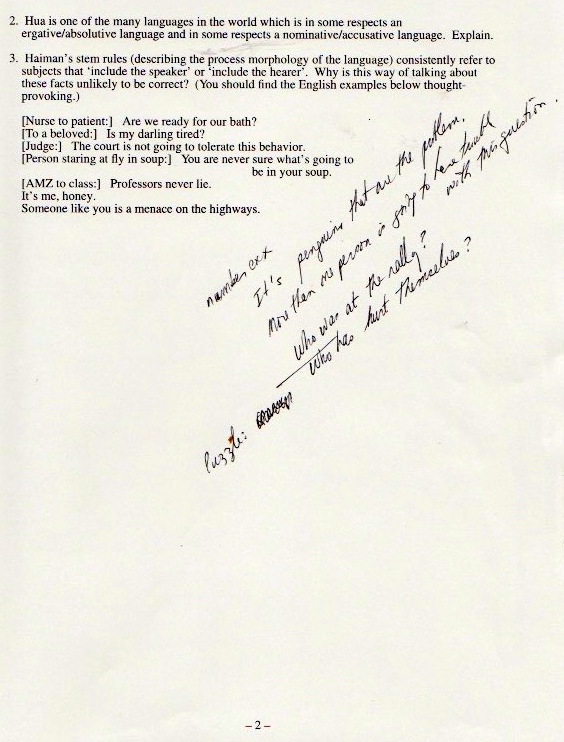 2. Hua is one of the many languages in the world which is in some respects an
ergative/absolutive language and in some respects a nominative/accusative language. Explain.
3. Haiman's stem rules (describing the process morphology of the language) consistently refer to
subjects that 'include the speaker' or 'include the hearer'. Why is this way of talking about
these facts unlikely to be correct? (You should find the English examples below thought-
provoking.)
[Nurse to patient:] Are we ready for our bath?
[To a beloved:] Is my darling tired?
[Judge:] The court is not going to tolerate this behavior.
[Person staring at fly in soup:] You are never sure what's going to
be in your soup.
[AMZ to class:] Professors never lie.
It's me, honey.
Someone like you is a menace on the highways.
number
It's penguins that are the problem.
More than one person is going to have trouble
with this question.
Who was at the rally?
Who has hurt themselves?
Puzzle:
-2-